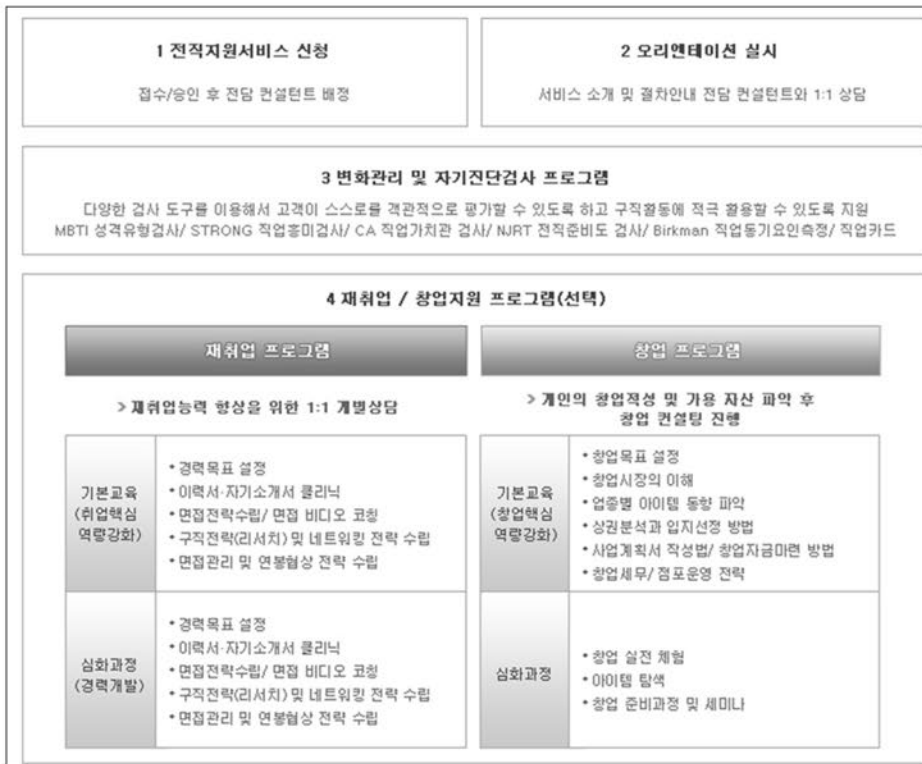 1 전직지원서비스 신청
접수/승인 후 전담 컨설턴트 배정
2 오리엔테이션 실시
서비스 소개 및 절차안내 전담 컨설턴트와 1:1 상담
3 변화관리 및 자기진단검사 프로그램
다양한 검사 도구를 이용해서 고객이 스스로를 객관적으로 평가할 수 있도록 하고 구직활동에 적극 활용할 수 있도록 지원
MBTI 성격유형검사/ STRONG 직업흥미검사/ CA 직업가치관 검사/ NJRT 전직준비도 검사/ Birkman 직업동기요인측정/ 직업카드
4 재취업 / 창업지원 프로그램(선택)
재취업 프로그램
> 재취업능력 향상을 위한 1:1 개별상담
기본교육
(취업핵심
역량강화)
• 경력목표 설정
• 이력서·자기소개서 클리닉
• 면접전략수립/ 면접 비디오 코칭
• 구직전략(리서치) 및 네트워킹 전략 수립
• 면접관리 및 연봉협상 전략 수립
심화과정
(경력개발)
• 경력목표 설정
• 이력서·자기소개서 클리닉
• 면접전략수립/ 면접 비디오 코칭
• 구직전략(리서치) 및 네트워킹 전략 수립
• 면접관리 및 연봉협상 전략 수립
창업 프로그램
> 개인의 창업적성 및 가용 자산 파악 후
창업 컨설팅 진행
기본교육
(창업핵심
역량강화)
• 창업목표 설정
• 창업시장의 이해
• 업종별 아이템 동향 파악
• 상권분석과 입지선정 방법
• 사업계획서 작성법/ 창업자금마련 방법
• 창업세무/ 점포운영 전략
심화과정
• 창업 실전 체험
• 아이템 탐색
• 창업 준비과정 및 세미나